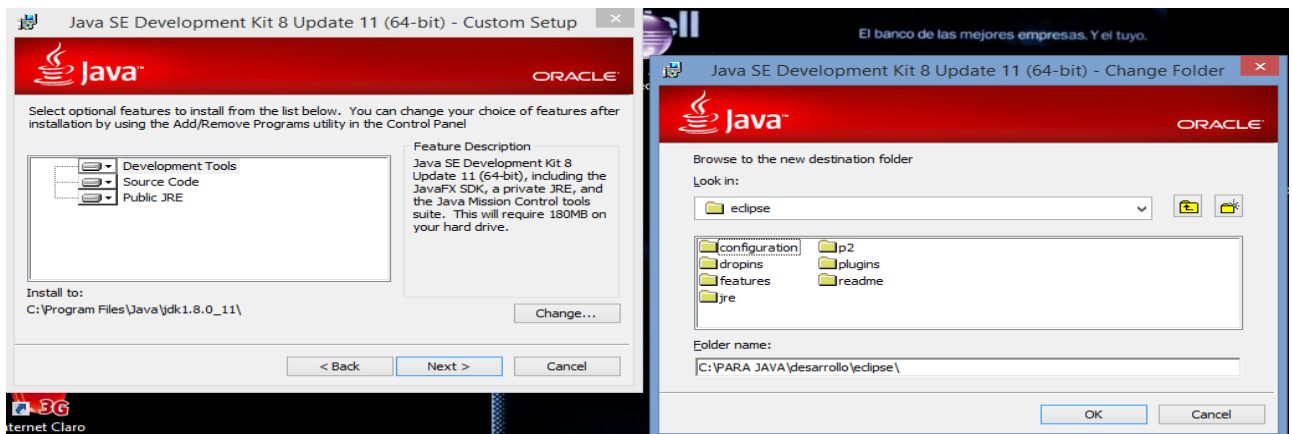 Java SE Development Kit 8 Update 11 (64-bit) - Custom Setup
Java™
ORACLE
Select optional features to install from the list below. You can change your choice of features after
installation by using the Add/Remove Programs utility in the Control Panel
Development Tools
Source Code
Public JRE
Feature Description
Java SE Development Kit 8
Update 11 (64-bit), including the
JavaFX SDK, a private JRE, and
the Java Mission Control tools
suite. This will require 180MB on
your hard drive.
Install to:
C:\Program Files\Java\jdk1.8.0_11\
Change...
< Back
Next >
Cancel
3G
nternet Claro
ell
El banco de las mejores empresas. Y el tuyo.
Java SE Development Kit 8 Update 11 (64-bit) - Change Folder
Java™
ORACLE
Browse to the new destination folder
Look in:
eclipse
configuration
dropins
features
jre
p2
plugins
readme
Folder name:
C:\PARA JAVA\desarrollo\eclipse\
OK
Cancel